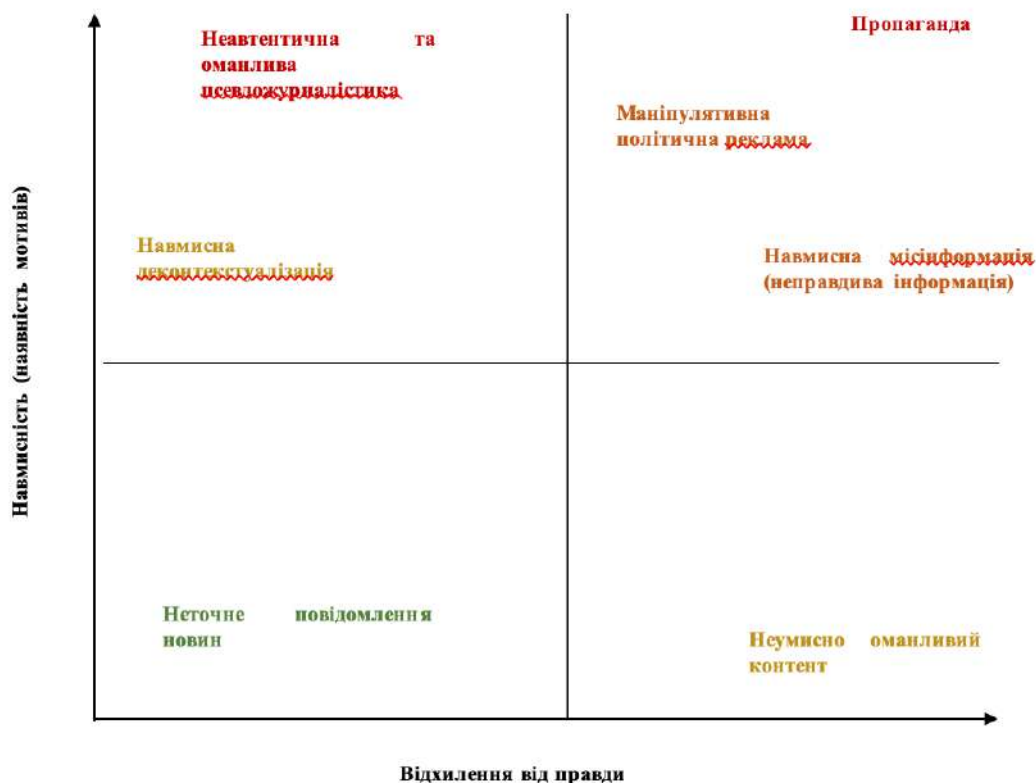 Пропаганда
Неавтентична та
оманлива
псевдожурналістика
Маніпулятивна
політична реклама
Навмисна
деконтекстуалізація
Навмисна місінформація
(неправдива інформація)
Навмисність (наявність мотивів)
Неточне повідомлення
новин
Неумисно оманливий
контент
Відхилення від правди